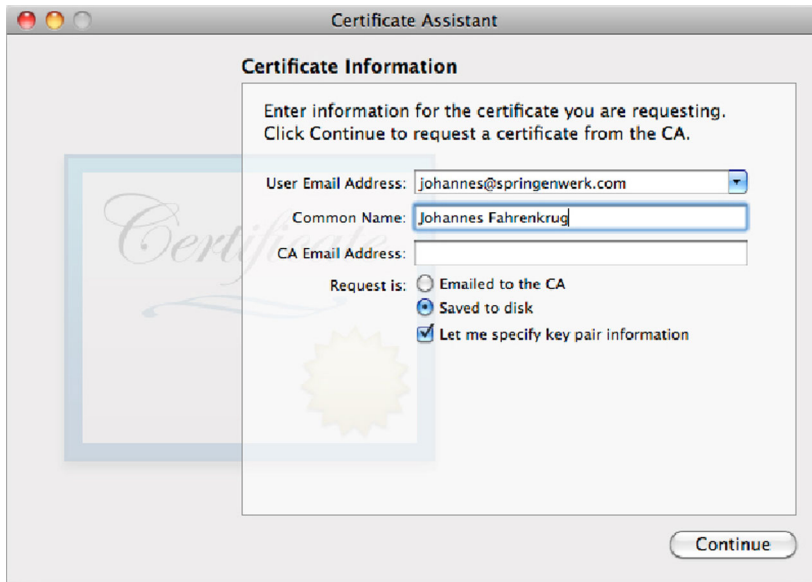 Certificate Assistant
Certificate Information
Enter information for the certificate you are requesting.
Click Continue to request a certificate from the CA.
User Email Address: johannes@springenwerk.com
Common Name: Johannes Fahrenkrug
Certificate
CA Email Address:
Request is: Emailed to the CA
Saved to disk
Let me specify key pair information
Continue